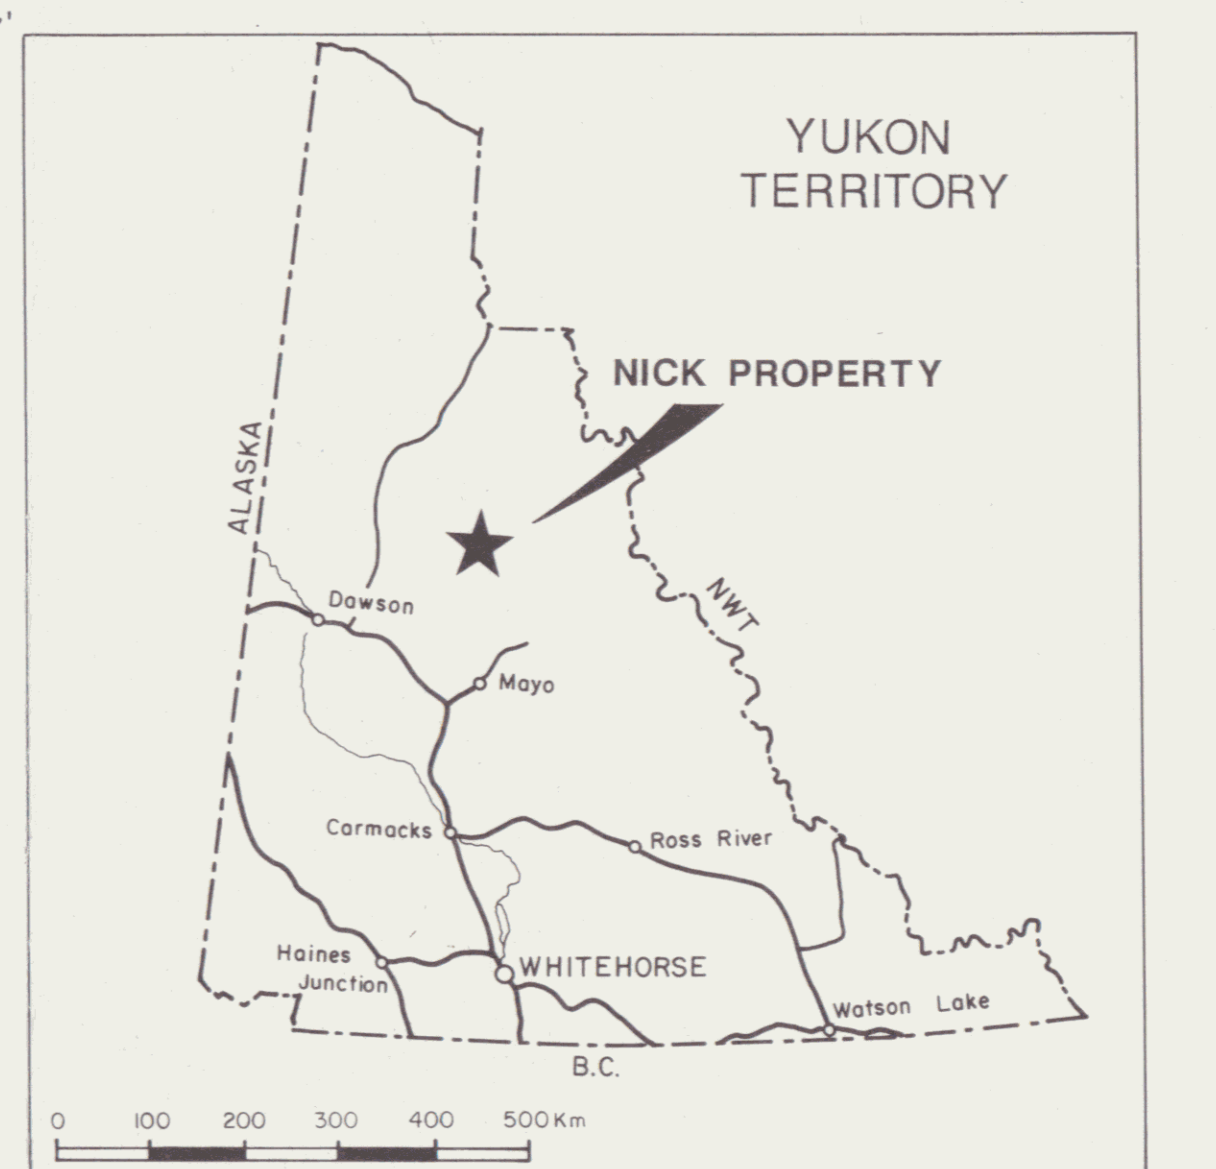 YUKON
TERRITORY
NICK PROPERTY
ALASKA
NWT
Dawson
Mayo
Carmacks
Ross River
Haines
Junction
WHITEHORSE
Watson Lake
B.C.
0 100 200 300 400 500 Km